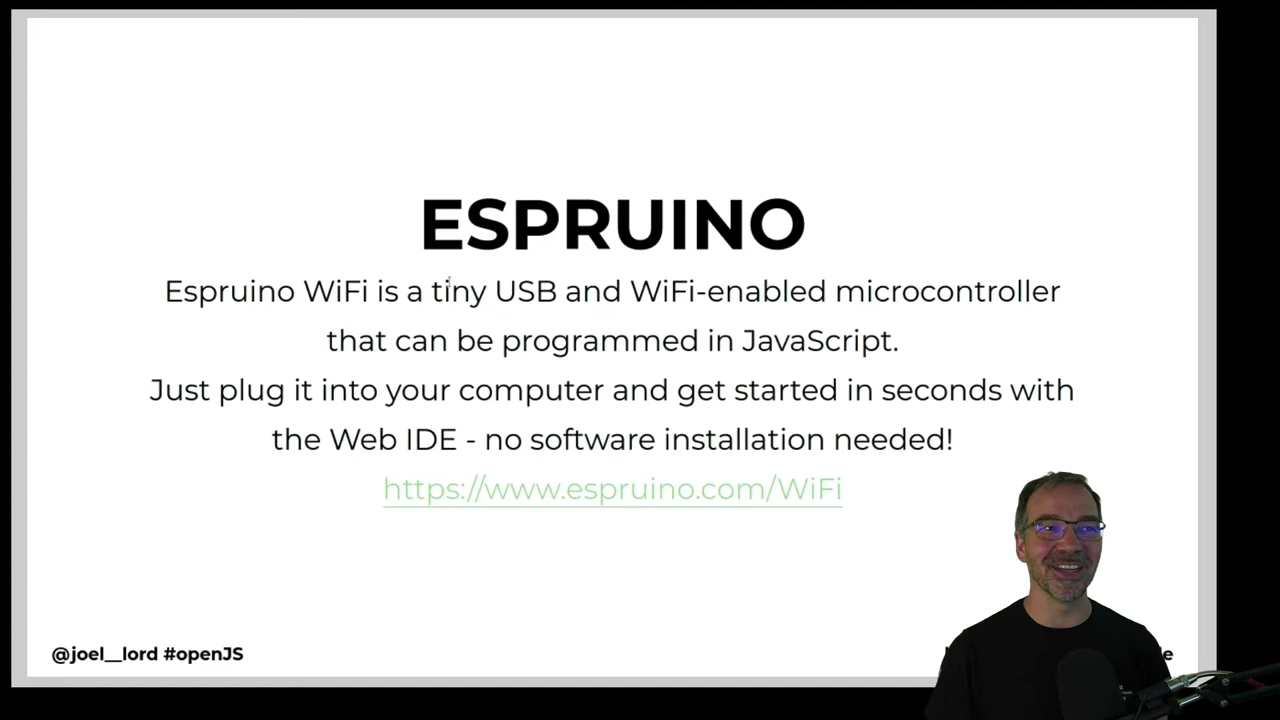 ESPRUINO
Espruino WiFi is a tiny USB and WiFi-enabled microcontroller
that can be programmed in JavaScript.
Just plug it into your computer and get started in seconds with
the Web IDE - no software installation needed!
https://www.espruino.com/WiFi
@joel__lord #openJS